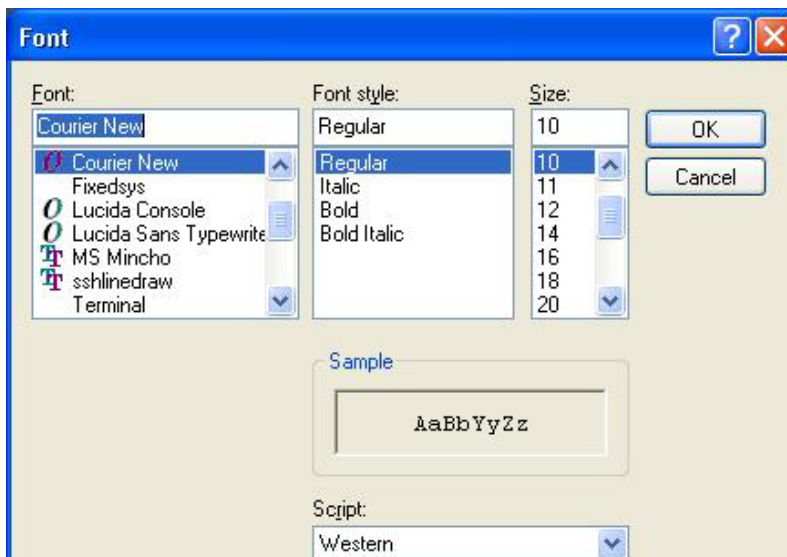 Font
Font:
Courier New
Courier New
Fixedsys
Lucida Console
Lucida Sans Typewrite
MS Mincho
sshlinedraw
Terminal
Font style:
Regular
Regular
Italic
Bold
Bold Italic
Size:
10
10
11
12
14
16
18
20
OK
Cancel
Sample
AaBbYyZz
Script:
Western